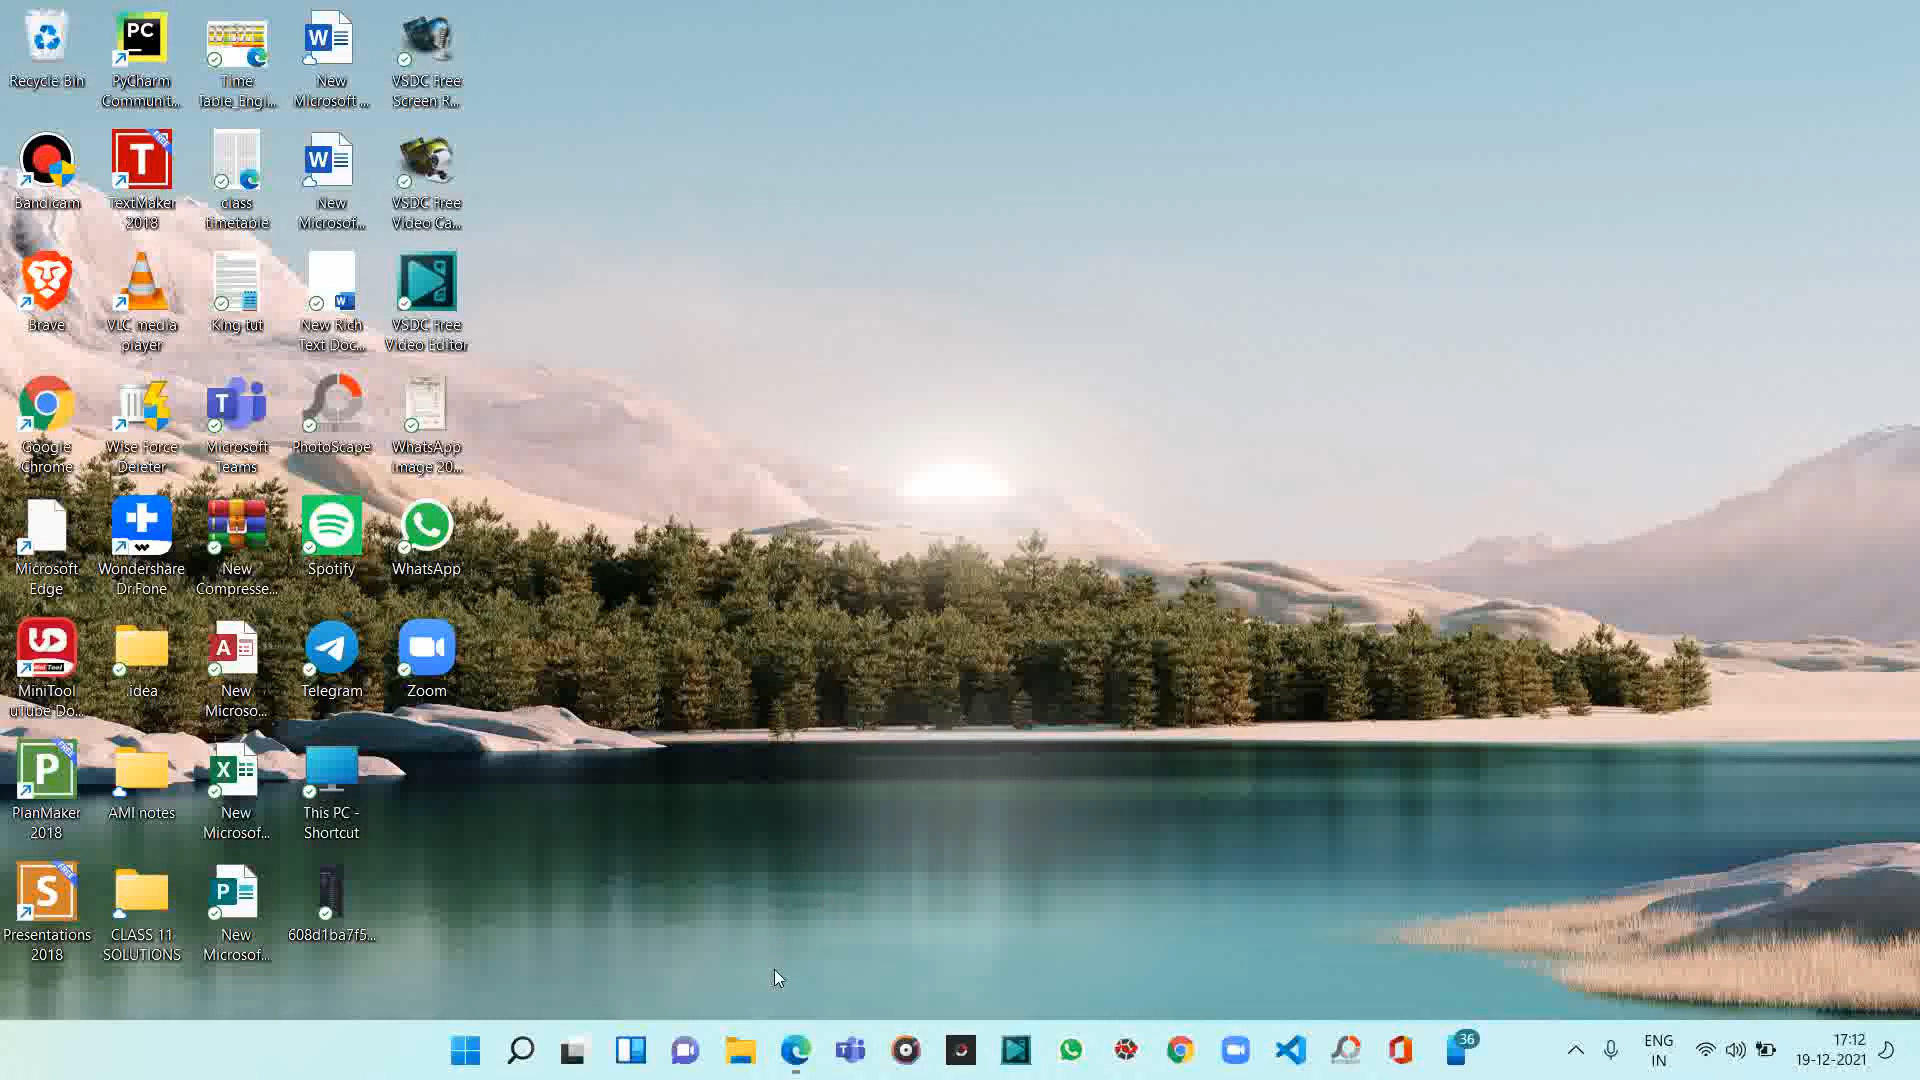 Recycle Bin
PyCharm
Communit...
Time
Table_Engl...
New
Microsoft ...
VSDC Free
Screen R...
Bandicam
TextMaker
2018
class
timetable
New
Microsof...
VSDC Free
Video Ca...
Brave
VLC media
player
King tut
New Rich
Text Doc...
VSDC Free
Video Editor
Google
Chrome
Wise Force
Deleter
Microsoft
Teams
PhotoScape
WhatsApp
Image 20...
Microsoft
Edge
Wondershare
Dr.Fone
New
Compresse...
Spotify
WhatsApp
MiniTool
uTube Do...
.idea
New
Microso...
Telegram
Zoom
PlanMaker
2018
AMI notes
New
Microsof...
This PC -
Shortcut
Presentations
2018
CLASS 11
SOLUTIONS
New
Microsof...
608d1ba7f5...
36
ENG
IN
17:12
19-12-2021